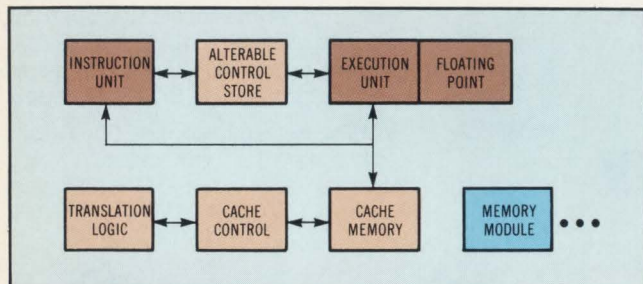 INSTRUCTION
UNIT
ALTERABLE
CONTROL
STORE
EXECUTION
UNIT
FLOATING
POINT
TRANSLATION
LOGIC
CACHE
CONTROL
CACHE
MEMORY
MEMORY
MODULE